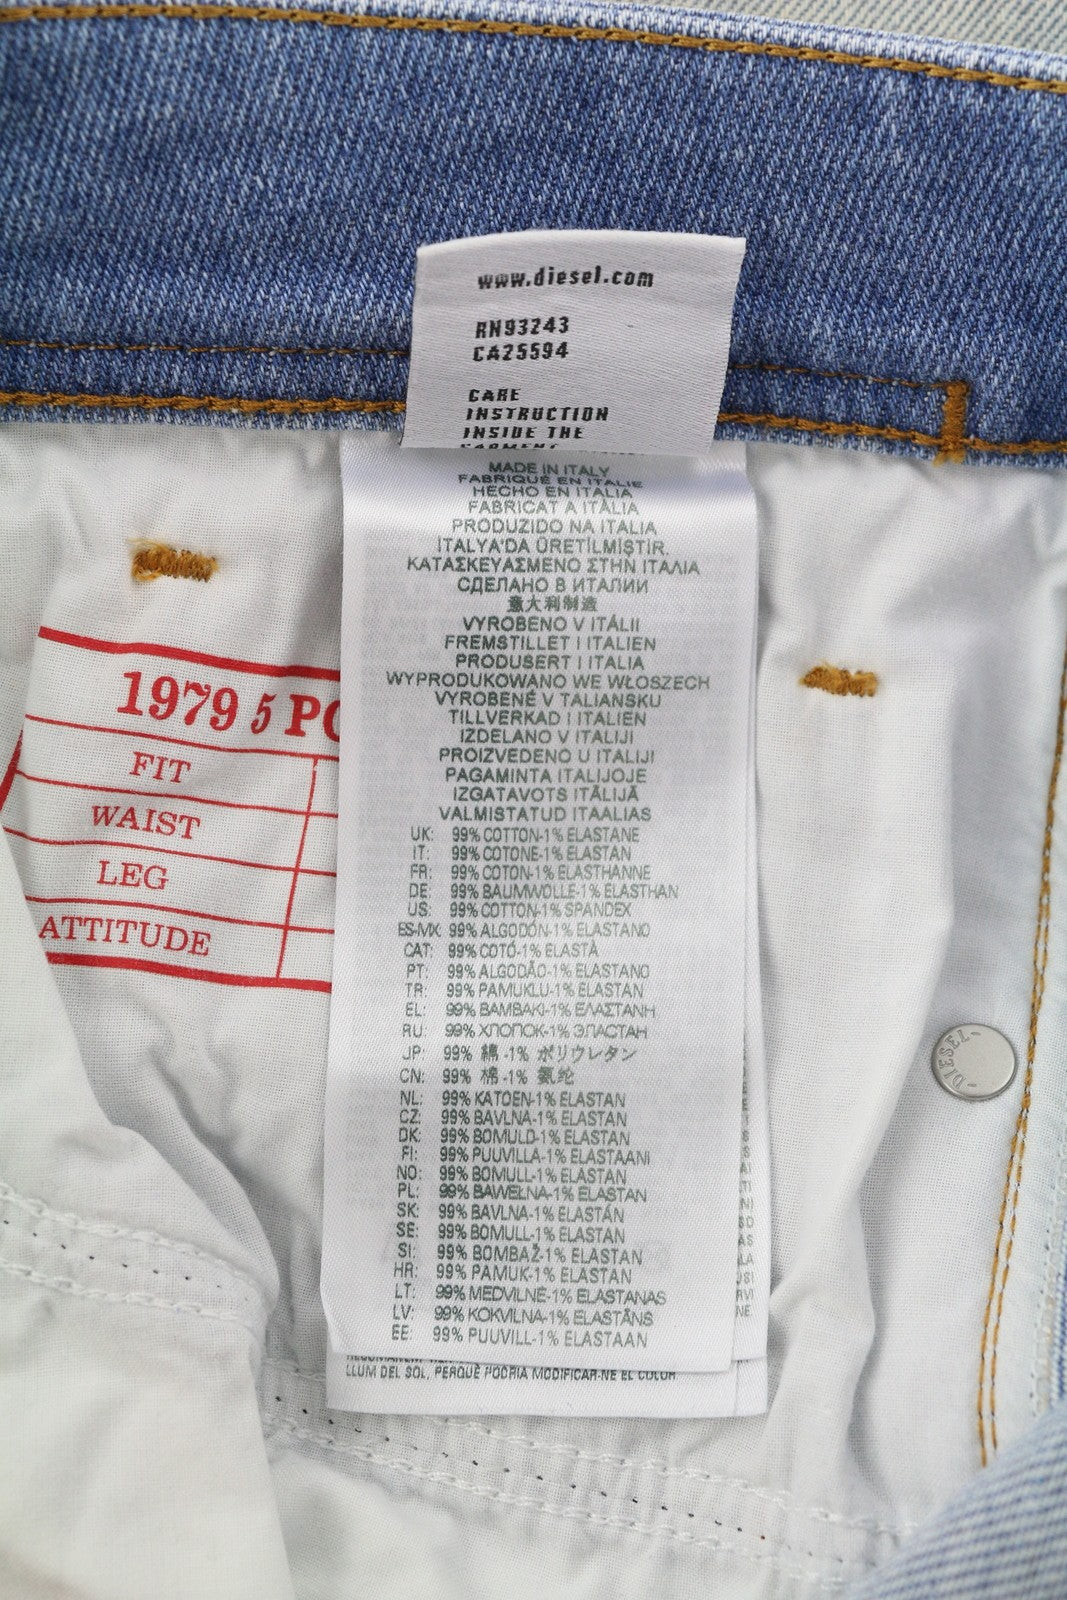 www.diesel.com
RN93243
CA25594
CARE
INSTRUCTION
INSIDE THE
GARMENT
MADE IN ITALY
FABRIQUÉ EN ITALIE
HECHO EN ITALIA
FABRICAT A ITÀLIA
PRODUZIDO NA ITALIA
İTALYA'DA ÜRETİLMİŞTİR.
ΚΑΤΑΣΚΕΥΑΣΜΕΝΟ ΣΤΗΝ ΙΤΑΛΙΑ
СДЕЛАНО В ИТАЛИИ
意大利制造
VYROBENO V ITÁLII
FREMSTILLET I ITALIEN
PRODUSERT I ITALIA
WYPRODUKOWANO WE WŁOSZECH
VYROBENÉ V TALIANSKU
TILLVERKAD I ITALIEN
IZDELANO V ITALIJI
PROIZVEDENO U ITALIJI
PAGAMINTA ITALIJOJE
IZGATAVOTS ITĀLIJĀ
VALMISTATUD ITAALIAS
UK: 99% COTTON-1% ELASTANE
IT: 99% COTONE-1% ELASTAN
FR: 99% COTON-1% ELASTHANNE
DE: 99% BAUMWOLLE-1% ELASTHAN
US: 99% COTTON-1% SPANDEX
ES-MX: 99% ALGODÓN-1% ELASTANO
CAT: 99% COTÓ-1% ELASTÀ
PT: 99% ALGODÃO-1% ELASTANO
TR: 99% PAMUKLU-1% ELASTAN
EL: 99% ΒΑΜΒΑΚΙ-1% ΕΛΑΣΤΑΝΗ
RU: 99% ХЛОПОК-1% ЭЛАСТАН
JP: 99% 綿 -1% ポリウレタン
CN: 99% 棉 -1% 氨纶
NL: 99% KATOEN-1% ELASTAN
CZ: 99% BAVLNA-1% ELASTAN
DK: 99% BOMULD-1% ELASTAN
FI: 99% PUUVILLA-1% ELASTAANI
NO: 99% BOMULL-1% ELASTAN
PL: 99% BAWEŁNA-1% ELASTAN
SK: 99% BAVLNA-1% ELASTÁN
SE: 99% BOMULL-1% ELASTAN
SI: 99% BOMBAŽ-1% ELASTAN
HR: 99% PAMUK-1% ELASTAN
LT: 99% MEDVILNĖ-1% ELASTANAS
LV: 99% KOKVILNA-1% ELASTĀNS
EE: 99% PUUVILL-1% ELASTAAN
LLUM DEL SOL, PERQUÈ PODRIA MODIFICAR-NE EL COLOR
1979 5 PO
FIT
WAIST
LEG
ATTITUDE
-DIESEL-